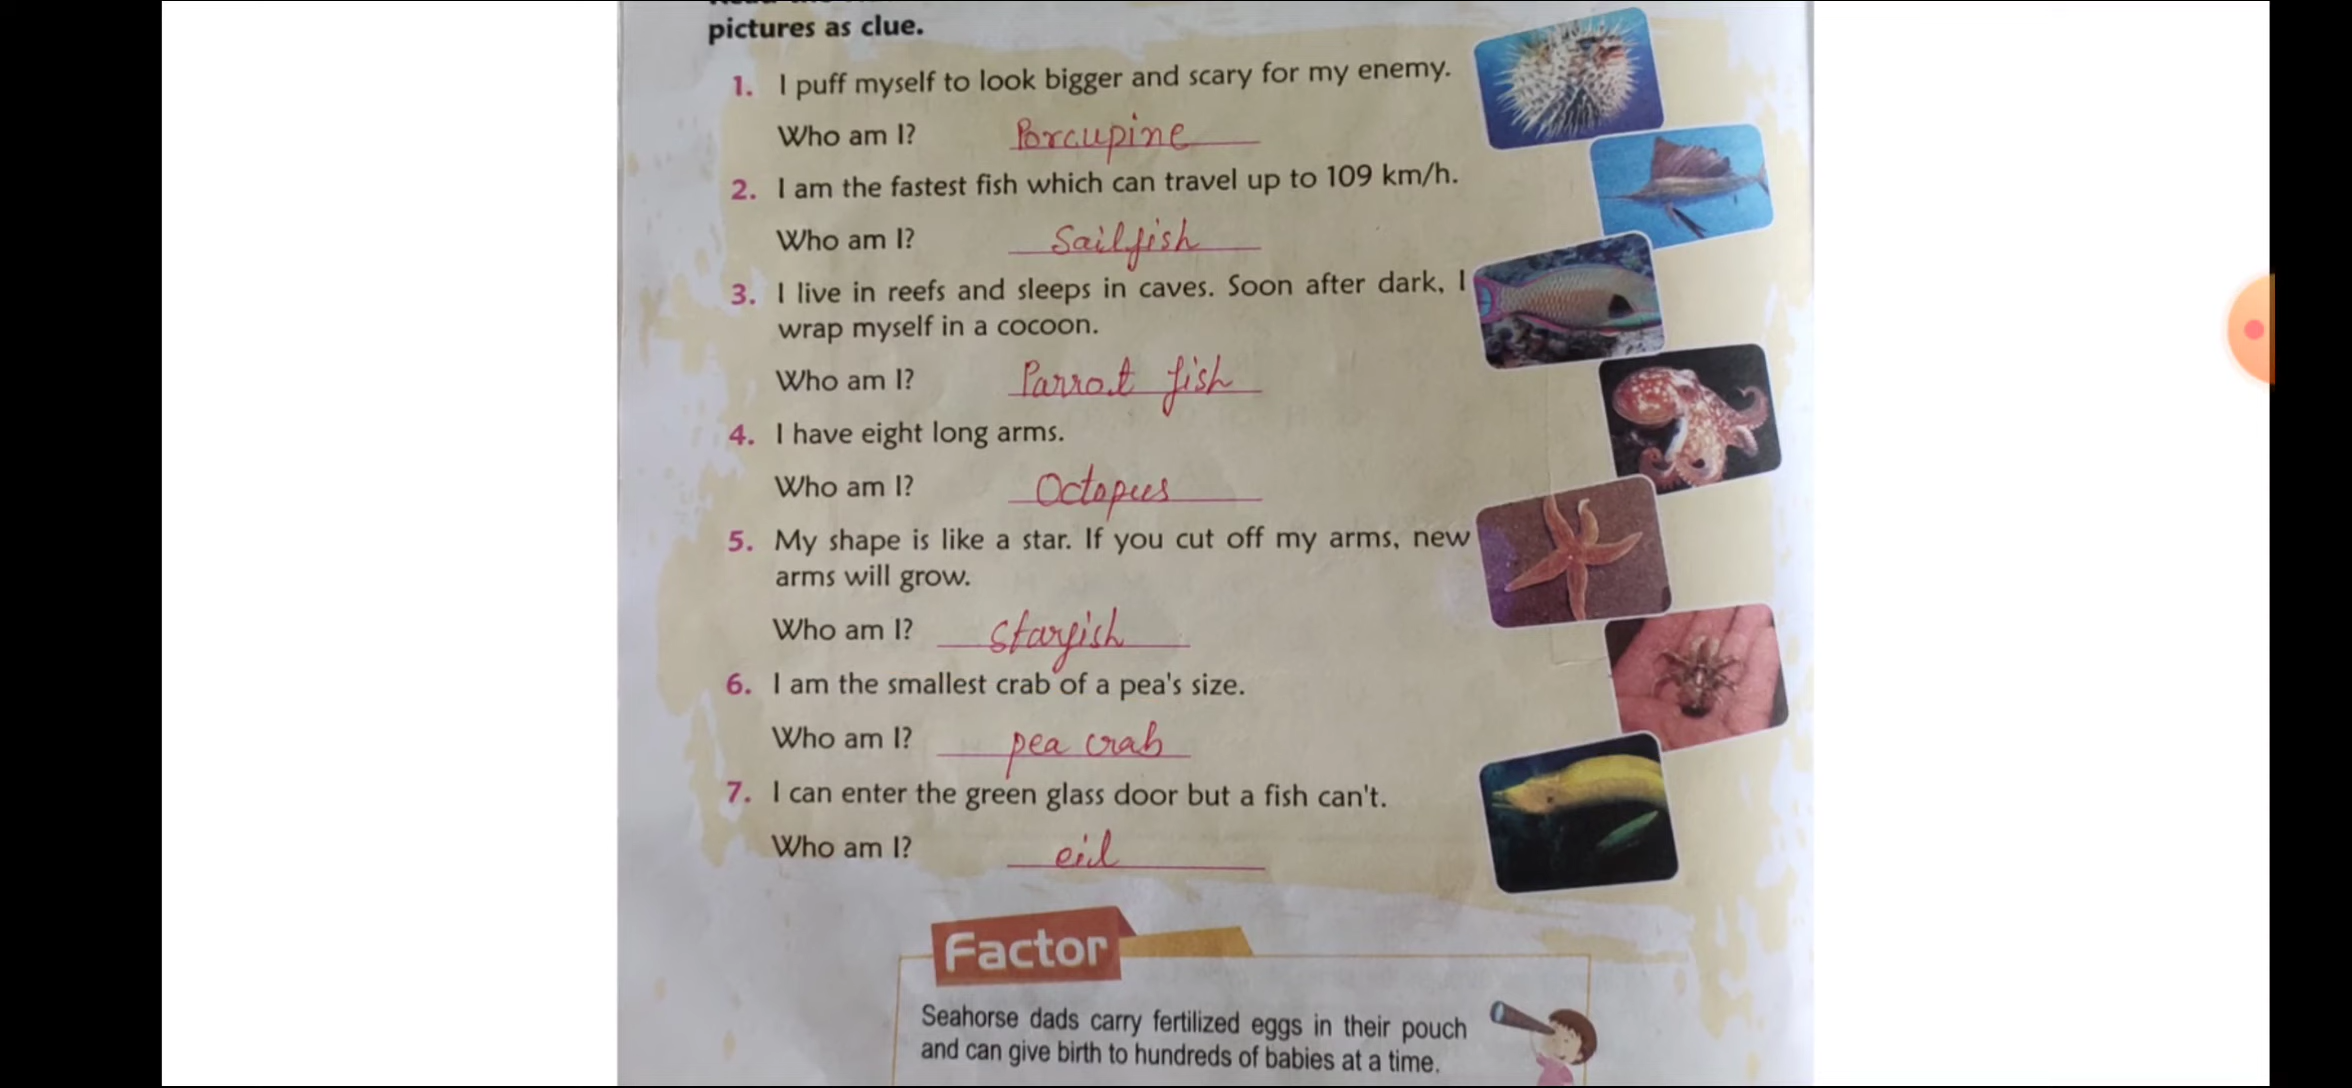 pictures as clue.
1. I puff myself to look bigger and scary for my enemy.
Who am I? Porcupine
2. I am the fastest fish which can travel up to 109 km/h.
Who am I? Sailfish
3. I live in reefs and sleeps in caves. Soon after dark, I
wrap myself in a cocoon.
Who am I? Parrot fish
4. I have eight long arms.
Who am I? Octopus
5. My shape is like a star. If you cut off my arms, new
arms will grow.
Who am I? Starfish
6. I am the smallest crab of a pea's size.
Who am I? pea crab
7. I can enter the green glass door but a fish can't.
Who am I? eil
Factor
Seahorse dads carry fertilized eggs in their pouch
and can give birth to hundreds of babies at a time.